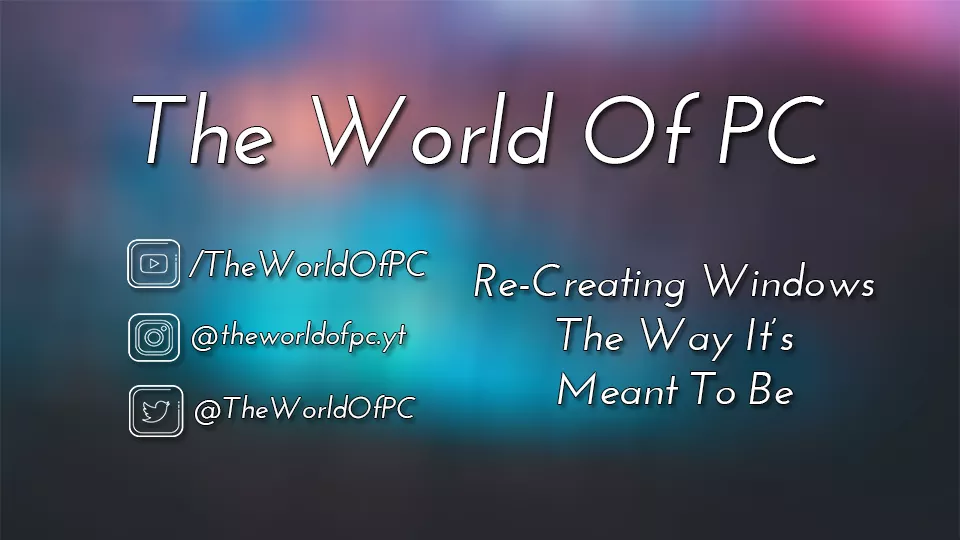 The World Of PC
/TheWorldOfPC
@theworldofpc.yt
@TheWorldOfPC
Re-Creating Windows
The Way It's
Meant To Be